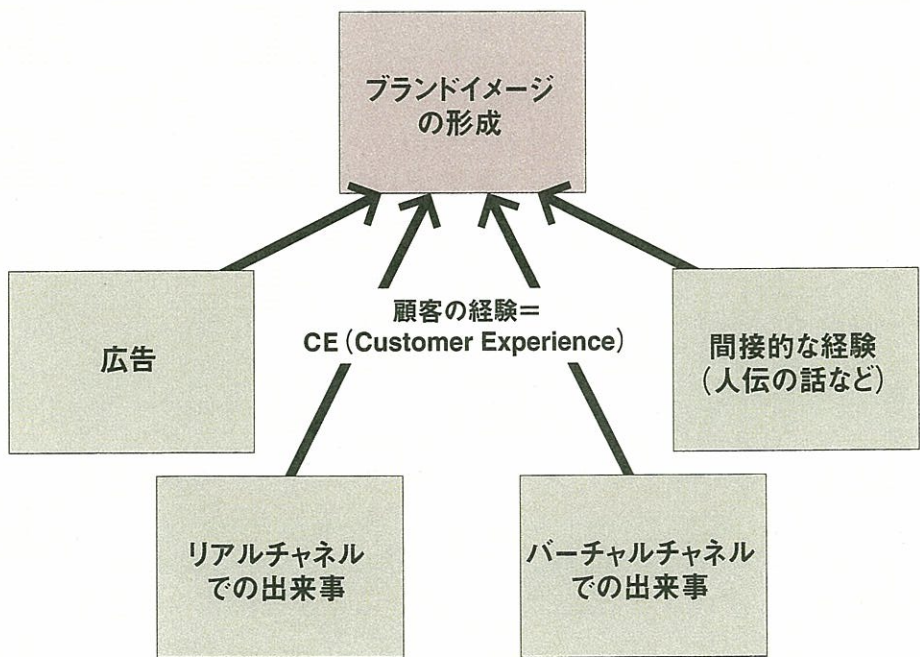 ブランドイメージ
の形成
顧客の経験＝
CE（Customer Experience）
広告
間接的な経験
（人伝の話など）
リアルチャネル
での出来事
バーチャルチャネル
での出来事